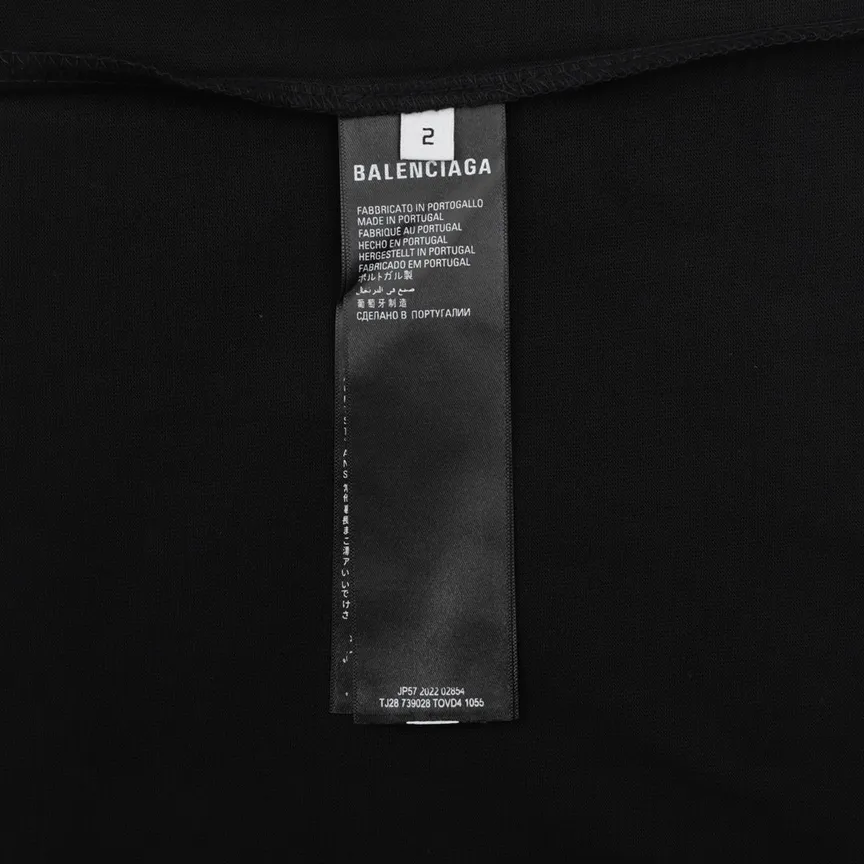 2
BALENCIAGA
FABBRICATO IN PORTOGALLO
MADE IN PORTUGAL
FABRIQUÉ AU PORTUGAL
HECHO EN PORTUGAL
HERGESTELLT IN PORTUGAL
FABRICADO EM PORTUGAL
ポルトガル製
صنع في البرتغال
葡萄牙制造
СДЕЛАНО В ПОРТУГАЛИИ
JP57 2022 02854
TJ28 739028 TOVD4 1055